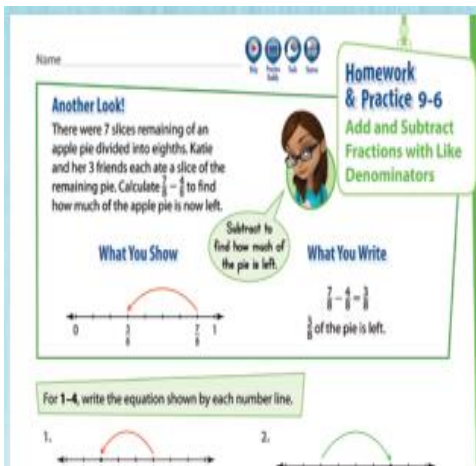 Name
Homework
& Practice 9-6
Add and Subtract
Fractions with Like
Denominators
Another Look!
There were 7 slices remaining of an
apple pie divided into eighths. Katie
and her 3 friends each ate a slice of the
remaining pie. Calculate 7/8 − 4/8 to find
how much of the apple pie is now left.
Subtract to
find how much of
the pie is left.
What You Show
0 3/8 7/8 1
What You Write
7/8 − 4/8 = 3/8
3/8 of the pie is left.
For 1–4, write the equation shown by each number line.
1.
2.